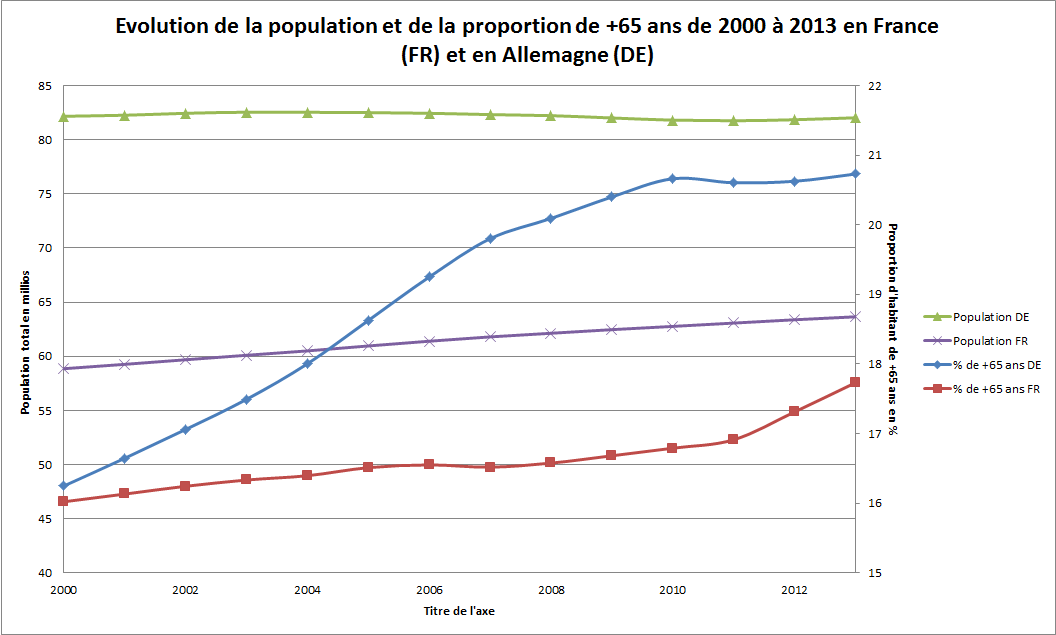 Evolution de la population et de la proportion de +65 ans de 2000 à 2013 en France
(FR) et en Allemagne (DE)
85
80
75
70
65
60
55
50
45
40
Population total en millios
22
21
20
19
18
17
16
15
Proportion d'habitant de +65 ans en %
2000
2002
2004
2006
2008
2010
2012
Titre de l'axe
Population DE
Population FR
% de +65 ans DE
% de +65 ans FR